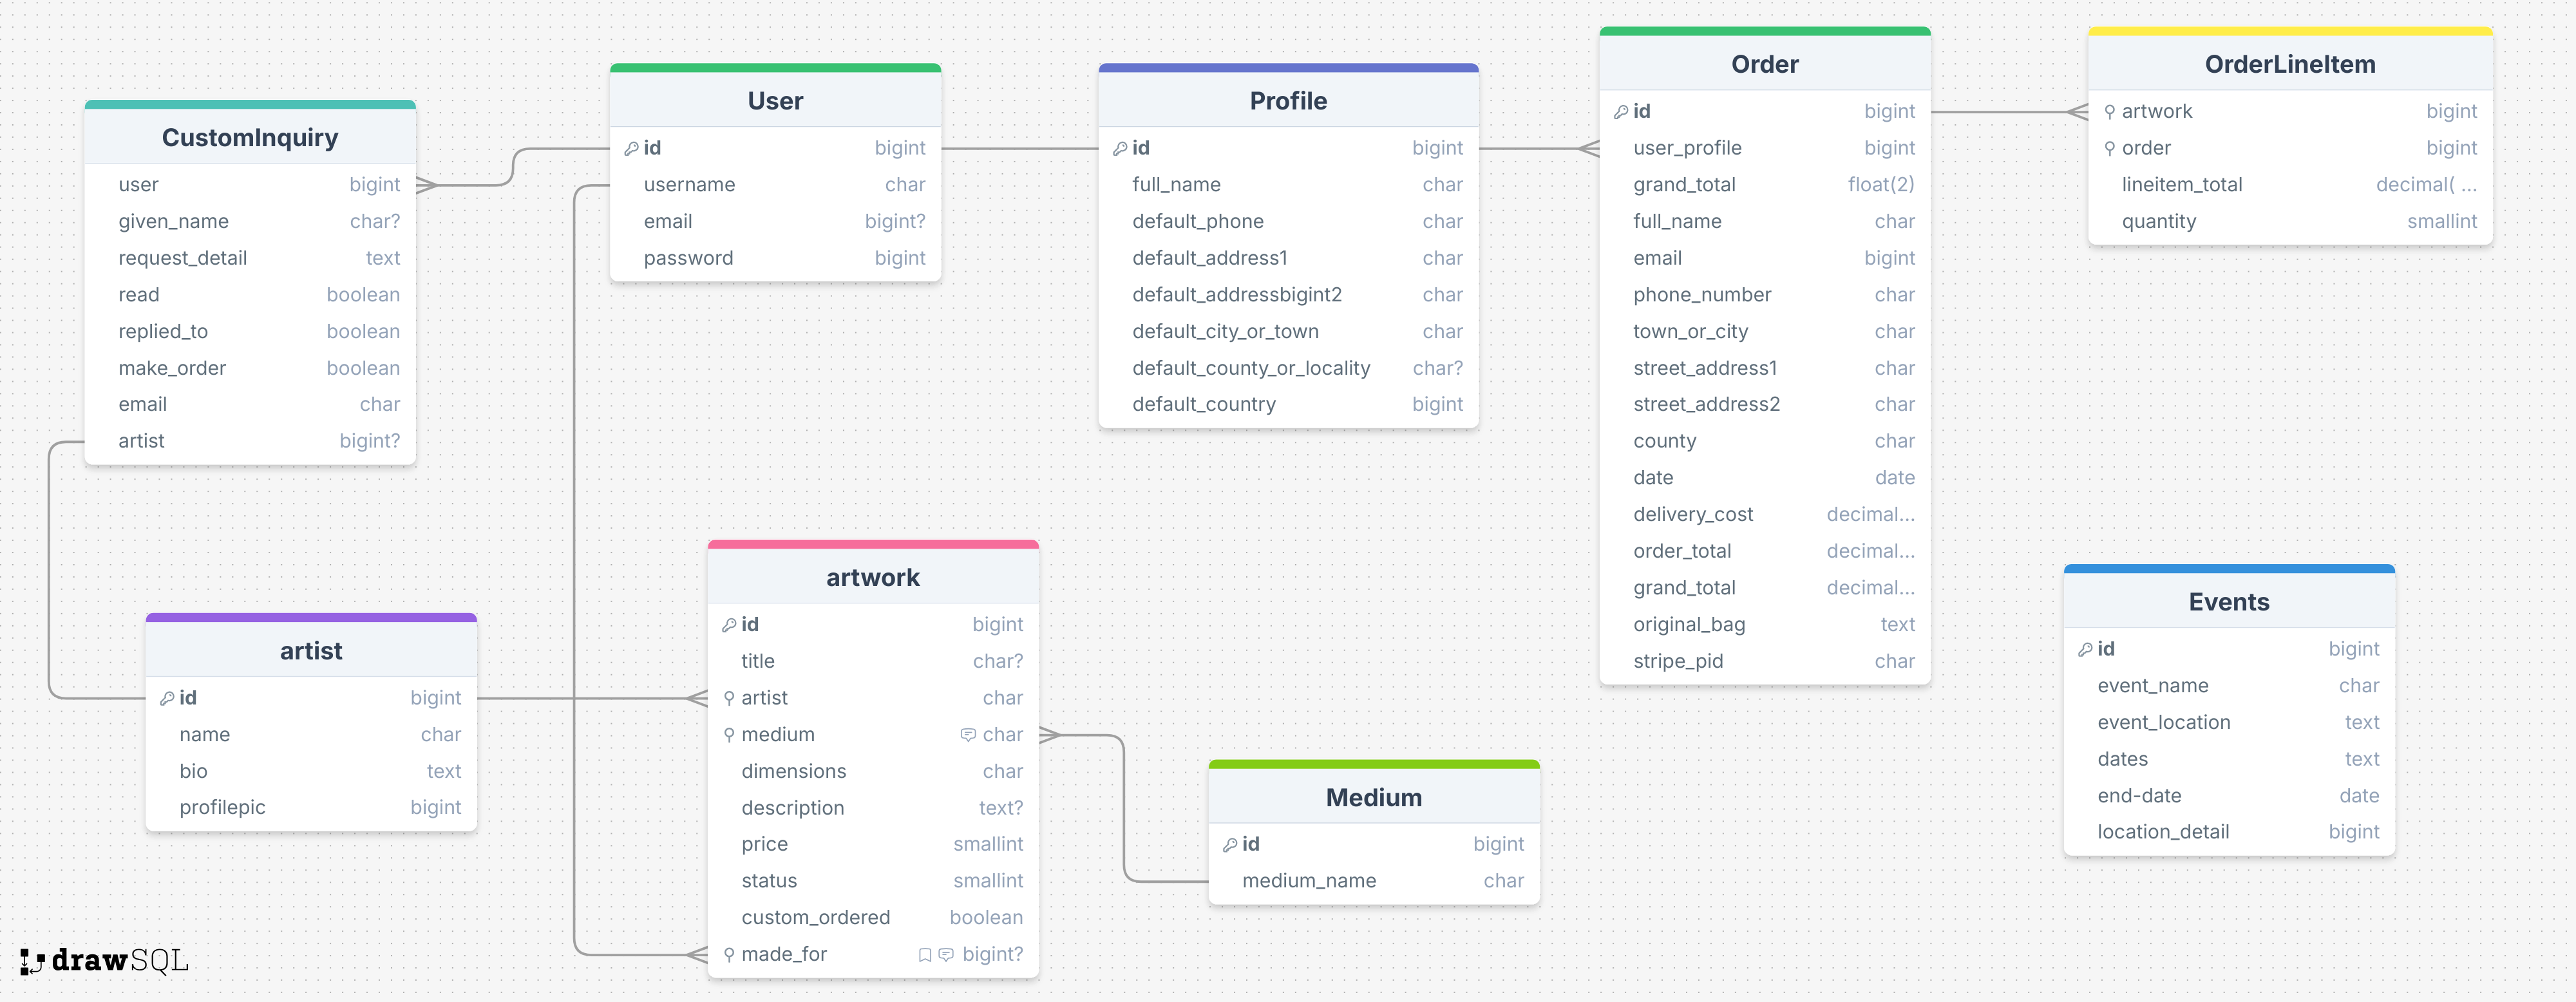 CustomInquiry
user bigint
given_name char?
request_detail text
read boolean
replied_to boolean
make_order boolean
email char
artist bigint?
User
id bigint
username char
email bigint?
password bigint
Profile
id bigint
full_name char
default_phone char
default_address1 char
default_addressbigint2 char
default_city_or_town char
default_county_or_locality char?
default_country bigint
Order
id bigint
user_profile bigint
grand_total float(2)
full_name char
email bigint
phone_number char
town_or_city char
street_address1 char
street_address2 char
county char
date date
delivery_cost decimal...
order_total decimal...
grand_total decimal...
original_bag text
stripe_pid char
OrderLineItem
artwork bigint
order bigint
lineitem_total decimal( ...
quantity smallint
artist
id bigint
name char
bio text
profilepic bigint
artwork
id bigint
title char?
artist char
medium char
dimensions char
description text?
price smallint
status smallint
custom_ordered boolean
made_for bigint?
Medium
id bigint
medium_name char
Events
id bigint
event_name char
event_location text
dates text
end-date date
location_detail bigint
drawSQL